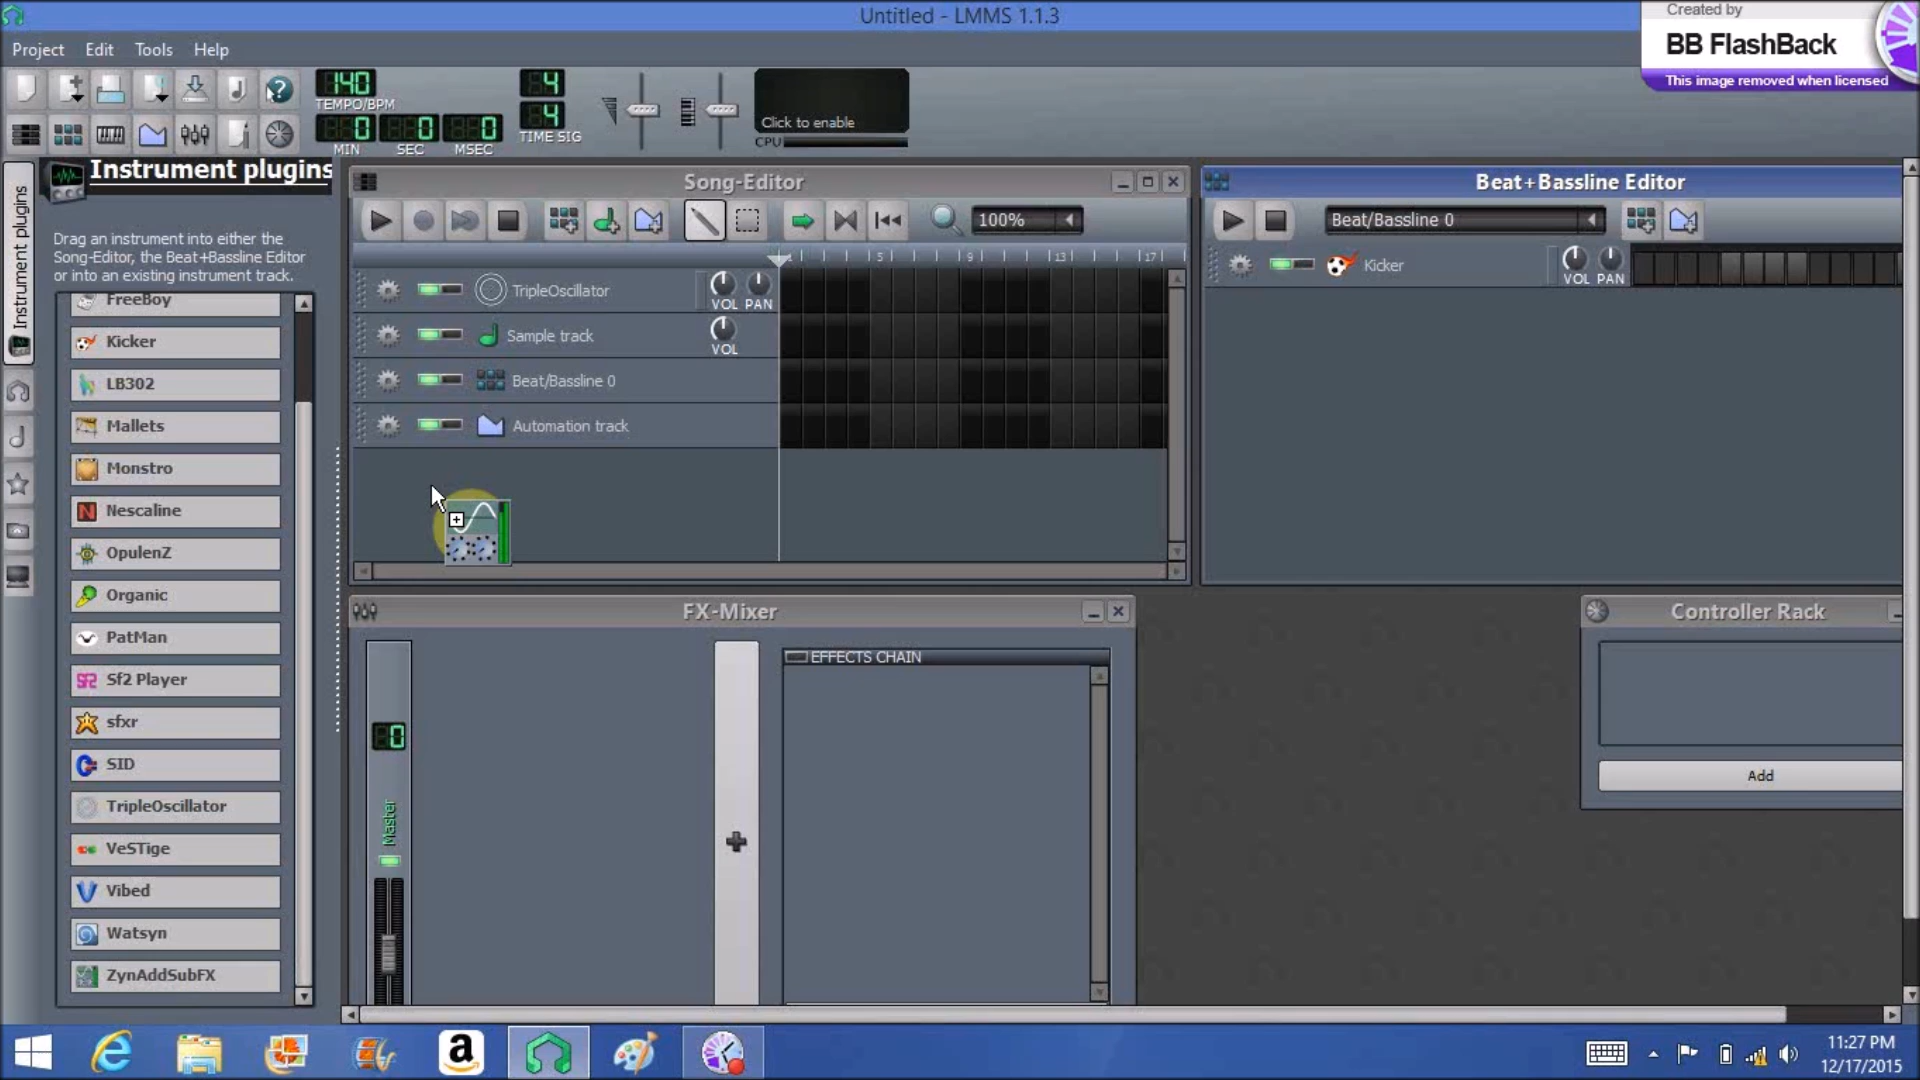 Untitled - LMMS 1.1.3
Created by
BB FlashBack
This image removed when licensed
Project Edit Tools Help
140
TEMPO/BPM
4
4
TIME SIG
0 0 0
MIN SEC MSEC
Click to enable
CPU
Instrument plugins
Instrument plugins
Drag an instrument into either the
Song-Editor, the Beat+Bassline Editor
or into an existing instrument track.
FreeBoy
Kicker
LB302
Mallets
Monstro
Nescaline
OpulenZ
Organic
PatMan
Sf2 Player
sfxr
SID
TripleOscillator
VeSTige
Vibed
Watsyn
ZynAddSubFX
Song-Editor
100%
5 9 13 17
TripleOscillator
VOL PAN
Sample track
VOL
Beat/Bassline 0
Automation track
Beat+Bassline Editor
Beat/Bassline 0
Kicker
VOL PAN
FX-Mixer
0
Master
EFFECTS CHAIN
Controller Rack
Add
11:27 PM
12/17/2015